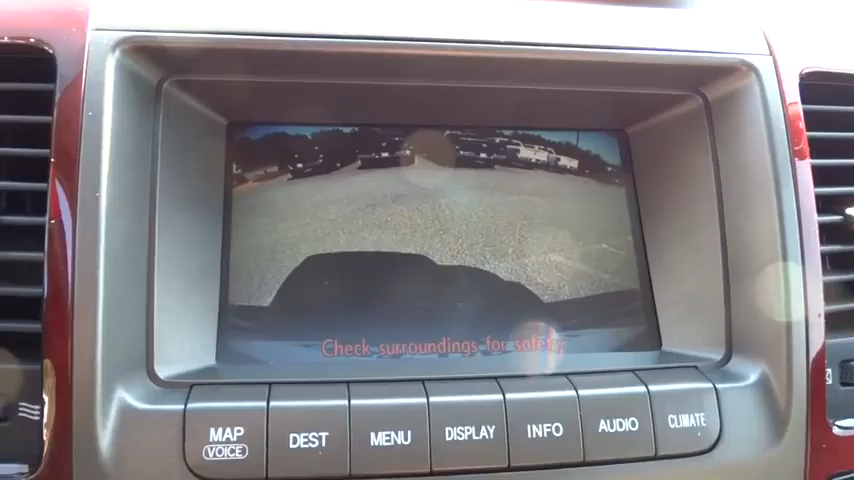 Check surroundings for safety
MAP
VOICE
DEST
MENU
DISPLAY
INFO
AUDIO
CLIMATE